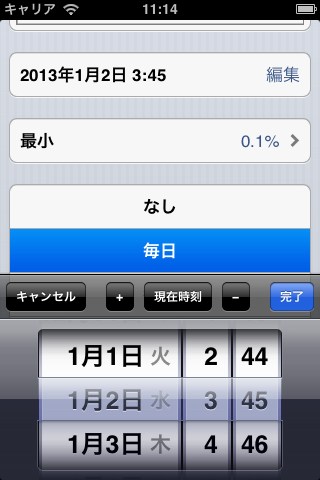 キャリア 11:14
2013年1月2日 3:45 編集
最小 0.1%
なし
毎日
キャンセル + 現在時刻 − 完了
1月1日 火 2 44
1月2日 水 3 45
1月3日 木 4 46